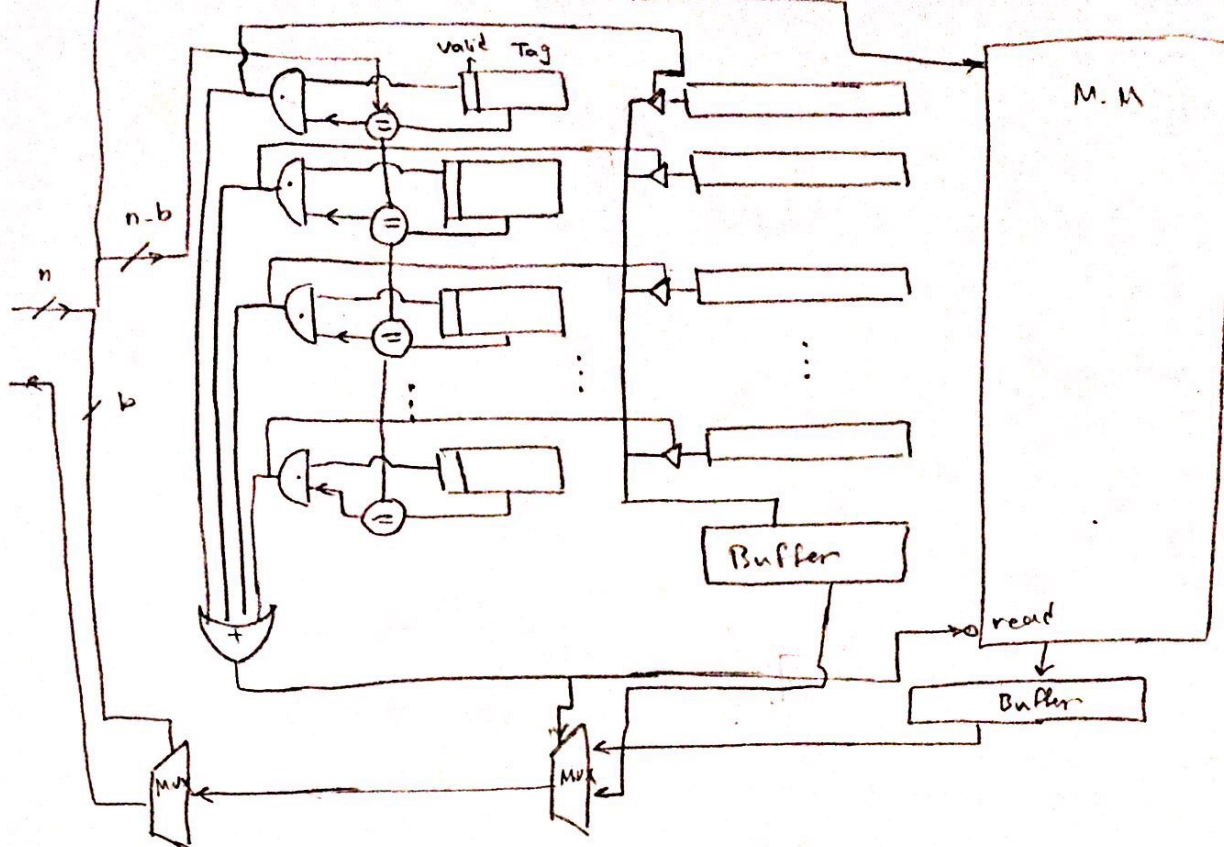 valid Tag
M.M
n-b
n
b
=
=
=
=
Buffer
+
read
Buffer
Mux
Mux